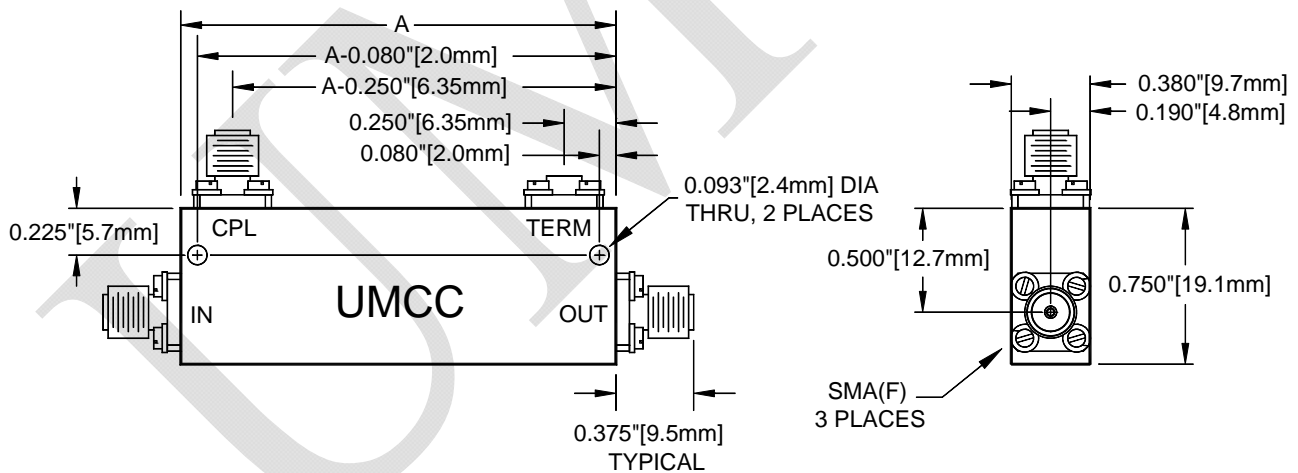 A
A-0.080"[2.0mm]
A-0.250"[6.35mm]
0.250"[6.35mm]
0.080"[2.0mm]
0.093"[2.4mm] DIA
THRU, 2 PLACES
0.225"[5.7mm]
CPL
TERM
IN
UMCC
OUT
0.375"[9.5mm]
TYPICAL
0.380"[9.7mm]
0.190"[4.8mm]
0.500"[12.7mm]
0.750"[19.1mm]
SMA(F)
3 PLACES
UM